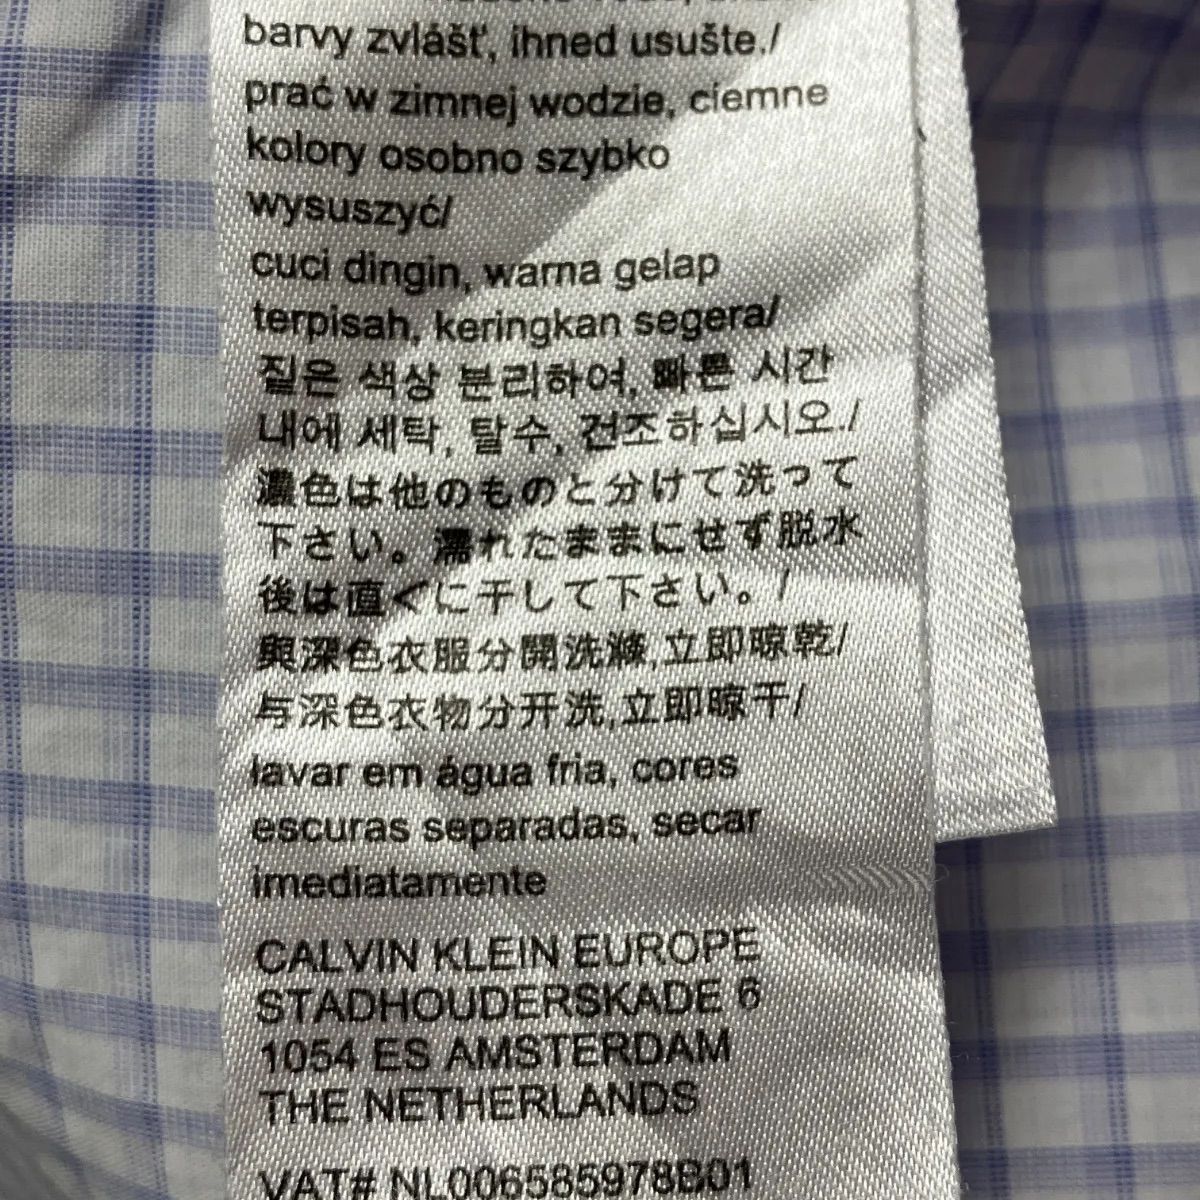 barvy zvlášť, ihned usušte./
prać w zimnej wodzie, ciemne
kolory osobno szybko
wysuszyć/
cuci dingin, warna gelap
terpisah, keringkan segera/
짙은 색상 분리하여, 빠른 시간
내에 세탁, 탈수, 건조하십시오./
濃色は他のものと分けて洗って
下さい。濡れたままにせず脱水
後は直ぐに干して下さい。/
與深色衣服分開洗滌,立即晾乾/
与深色衣物分开洗,立即晾干/
lavar em água fria, cores
escuras separadas, secar
imediatamente
CALVIN KLEIN EUROPE
STADHOUDERSKADE 6
1054 ES AMSTERDAM
THE NETHERLANDS
VAT# NL006585978B01